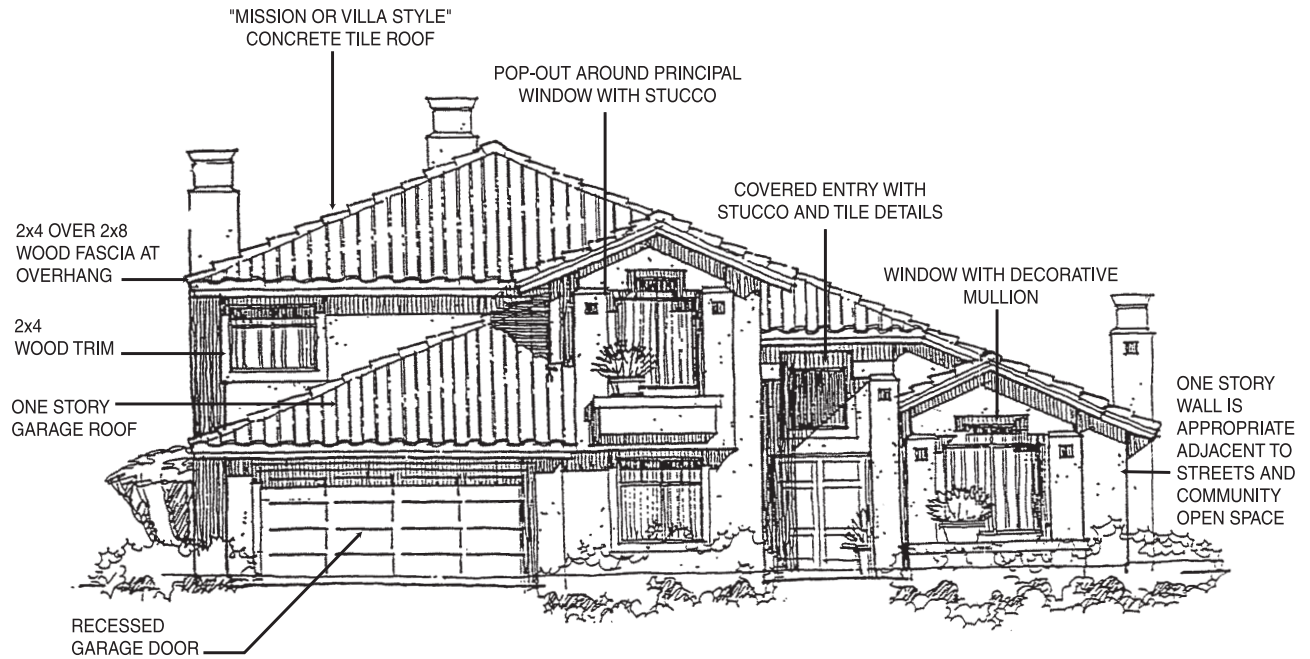 "MISSION OR VILLA STYLE"
CONCRETE TILE ROOF
POP-OUT AROUND PRINCIPAL
WINDOW WITH STUCCO
COVERED ENTRY WITH
STUCCO AND TILE DETAILS
2x4 OVER 2x8
WOOD FASCIA AT
OVERHANG
WINDOW WITH DECORATIVE
MULLION
2x4
WOOD TRIM
ONE STORY
GARAGE ROOF
ONE STORY
WALL IS
APPROPRIATE
ADJACENT TO
STREETS AND
COMMUNITY
OPEN SPACE
RECESSED
GARAGE DOOR